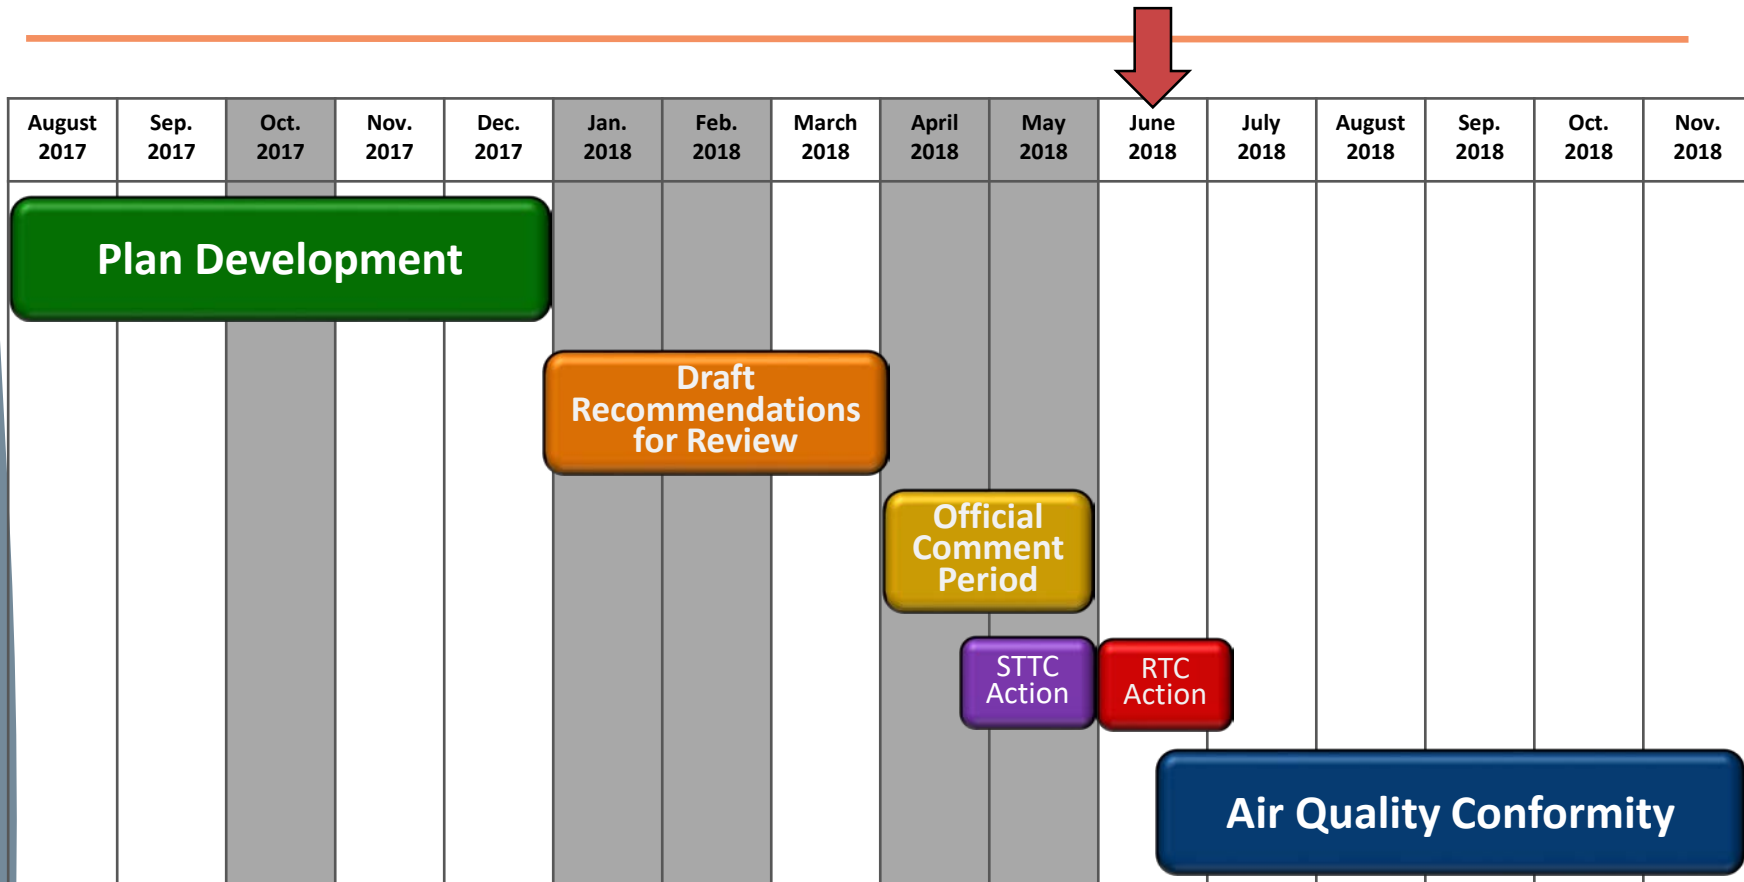 August Sep. Oct. Nov. Dec. Jan. Feb. March April May June July August Sep. Oct. Nov.
2017 2017 2017 2017 2017 2018 2018 2018 2018 2018 2018 2018 2018 2018 2018 2018
Plan Development
Draft
Recommendations
for Review
Official
Comment
Period
STTC
Action
RTC
Action
Air Quality Conformity